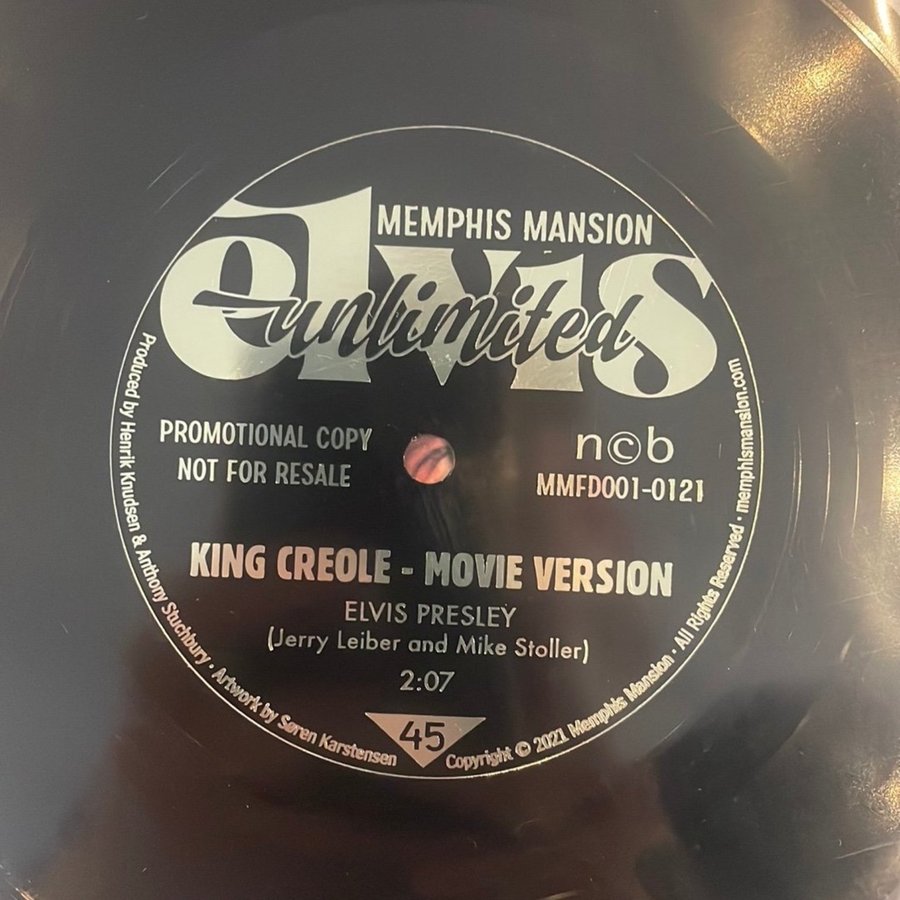 MEMPHIS MANSION
elvis
unlimited
PROMOTIONAL COPY
NOT FOR RESALE
n©b
MMFD001-0121
KING CREOLE - MOVIE VERSION
ELVIS PRESLEY
(Jerry Leiber and Mike Stoller)
2:07
45
Produced by Henrik Knudsen & Anthony Stuchbury · Artwork by Søren Karstensen
Copyright © 2021 Memphis Mansion · All Rights Reserved · memphismansion.com